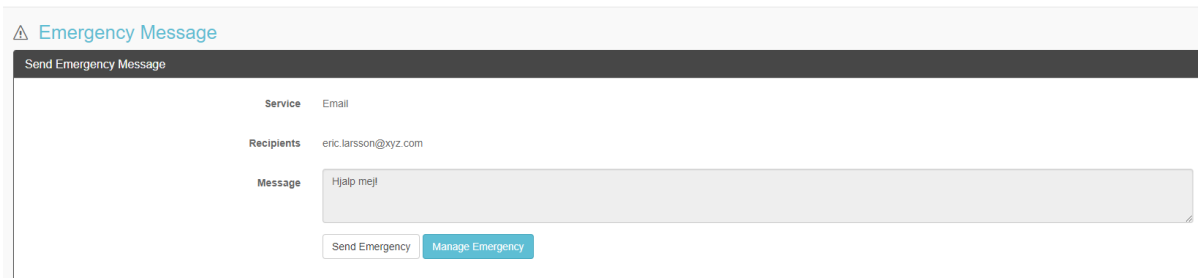 Emergency Message
Send Emergency Message
Service Email
Recipients eric.larsson@xyz.com
Message Hjalp mej!
Send Emergency Manage Emergency